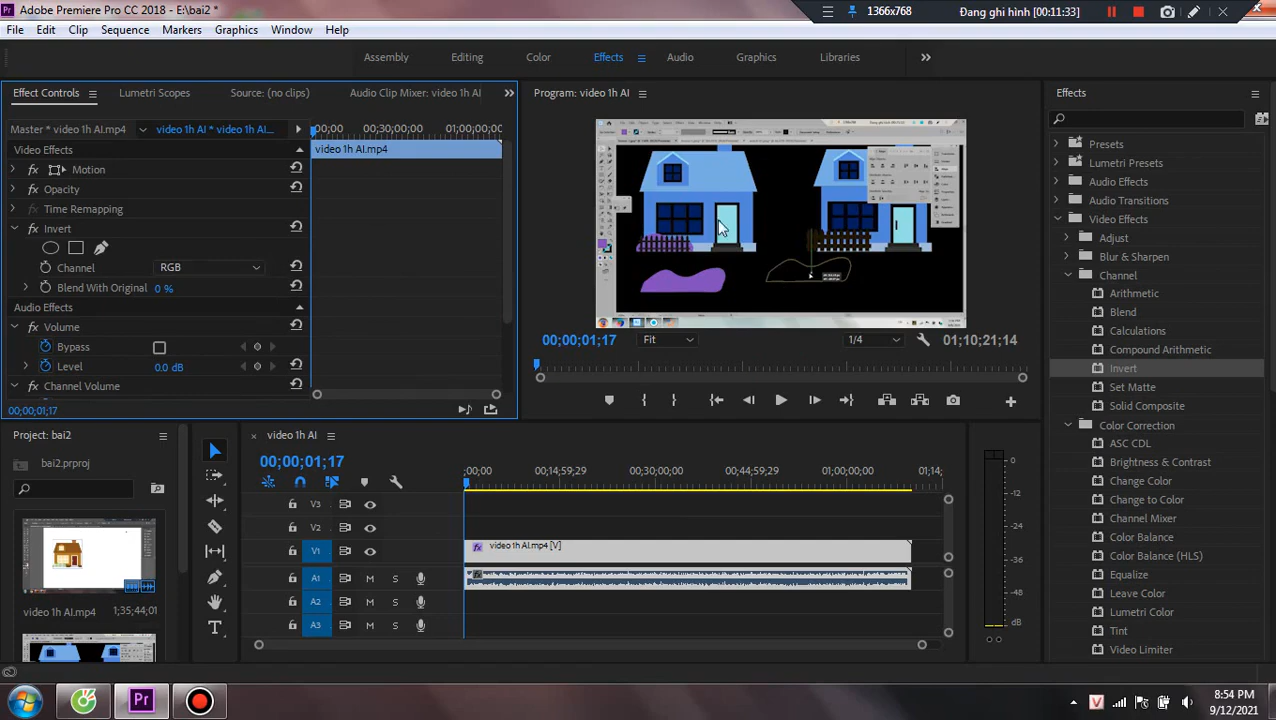 Adobe Premiere Pro CC 2018 - E:\bai2 *
1366x768
Đang ghi hình [00:11:33]
File Edit Clip Sequence Markers Graphics Window Help
Assembly Editing Color Effects Audio Graphics Libraries
Effect Controls Lumetri Scopes Source: (no clips) Audio Clip Mixer: video 1h AI
Master * video 1h AI.mp4 video 1h AI * video 1h AI...
00;00 00;30;00;00 01;00;00;00
Video Effects
video 1h AI.mp4
fx Motion
fx Opacity
fx Time Remapping
fx Invert
Channel RGB
Blend With Original 0 %
Audio Effects
fx Volume
Bypass
Level 0.0 dB
fx Channel Volume
00;00;01;17
Program: video 1h AI
00;00;01;17 Fit 1/4 01;10;21;14
Effects
Presets
Lumetri Presets
Audio Effects
Audio Transitions
Video Effects
Adjust
Blur & Sharpen
Channel
Arithmetic
Blend
Calculations
Compound Arithmetic
Invert
Set Matte
Solid Composite
Color Correction
ASC CDL
Brightness & Contrast
Change Color
Change to Color
Channel Mixer
Color Balance
Color Balance (HLS)
Equalize
Leave Color
Lumetri Color
Tint
Video Limiter
Project: bai2
bai2.prproj
video 1h AI.mp4 1;35;44;01
video 1h AI
00;00;01;17
;00;00 00;14;59;29 00;30;00;00 00;44;59;29 01;00;00;00 01;14;
V3
V2
V1 fx video 1h AI.mp4 [V]
A1 M S
A2 M S
A3 M S
0
-12
-24
-36
-48
dB
S S
Pr
V
8:54 PM
9/12/2021